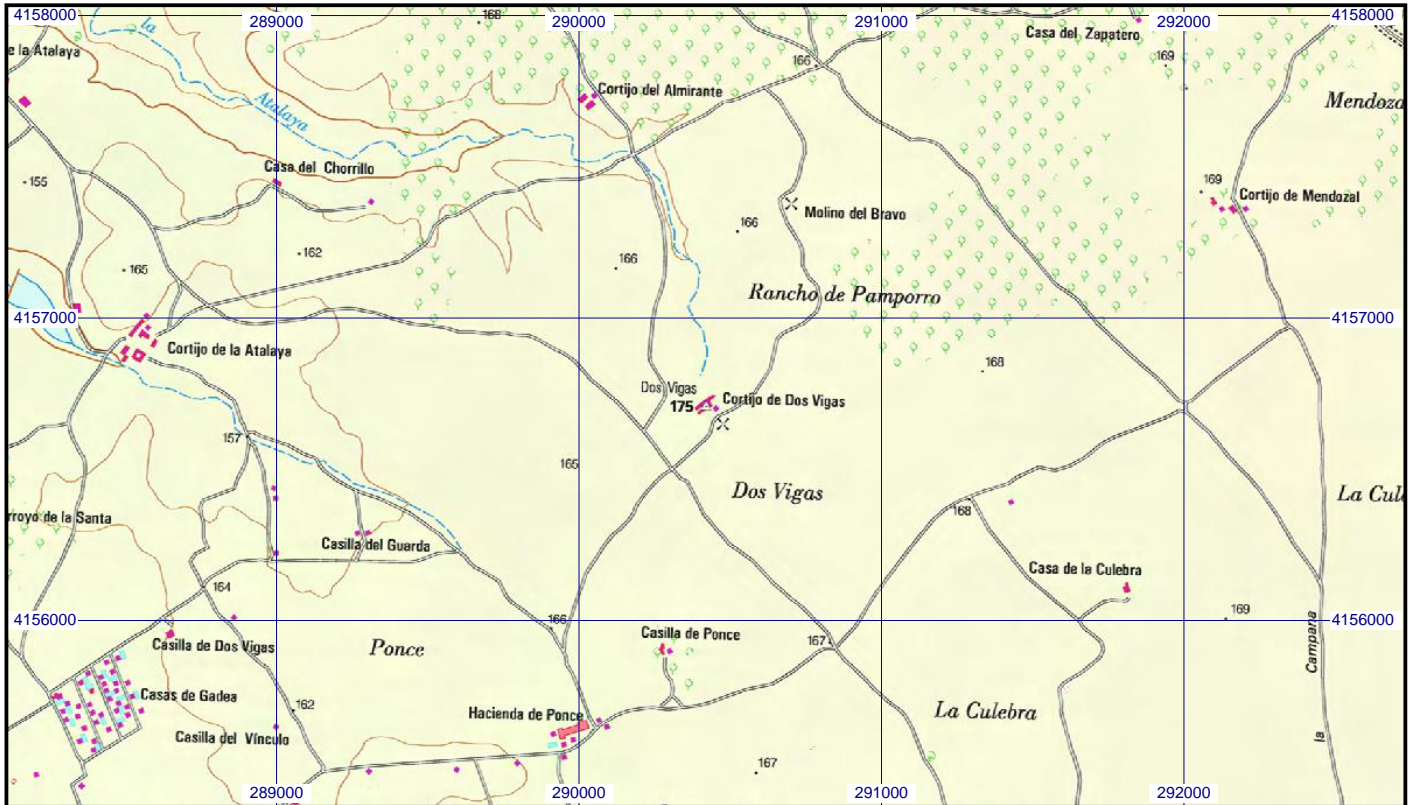 4158000
289000
290000
291000
292000
4158000
168
la
Casa del Zapatero
e la Atalaya
166
169
Cortijo del Almirante
Atalaya
Mendoza
Casa del Chorrillo
155
169
Cortijo de Mendozal
Molino del Bravo
166
162
166
165
Rancho de Pamporro
4157000
4157000
Cortijo de la Atalaya
168
Dos Vigas
175
Cortijo de Dos Vigas
157
165
Dos Vigas
La Cul
168
rroyo de la Santa
Casilla del Guarda
Casa de la Culebra
164
169
4156000
4156000
166
Casilla de Ponce
167
Casilla de Dos Vigas
Ponce
Campana
Casas de Gadea
162
Hacienda de Ponce
La Culebra
Casilla del Vínculo
la
167
289000
290000
291000
292000